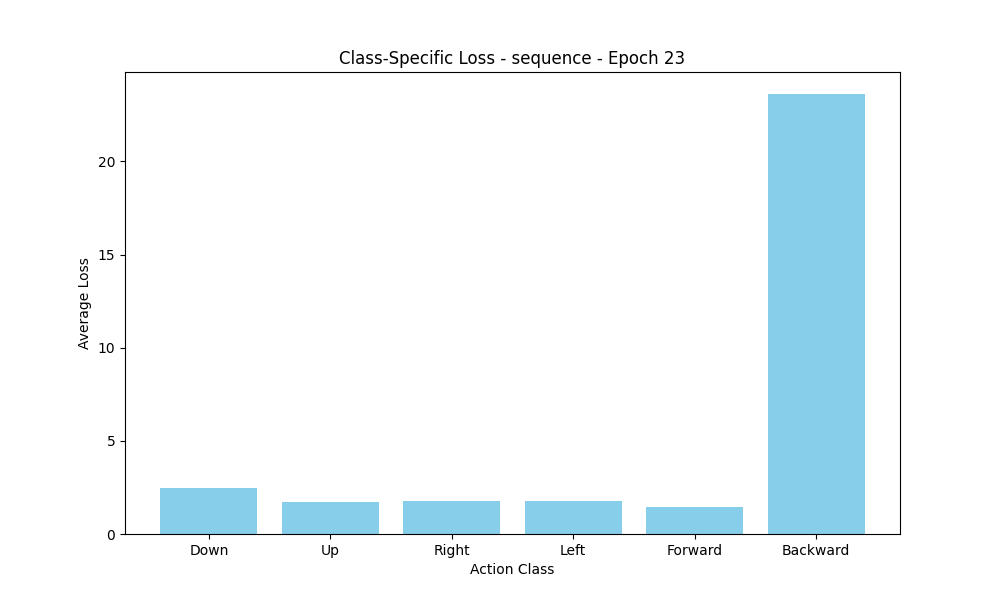 Class-Specific Loss - sequence - Epoch 23
Average Loss
20
15
10
5
0
Down Up Right Left Forward Backward
Action Class